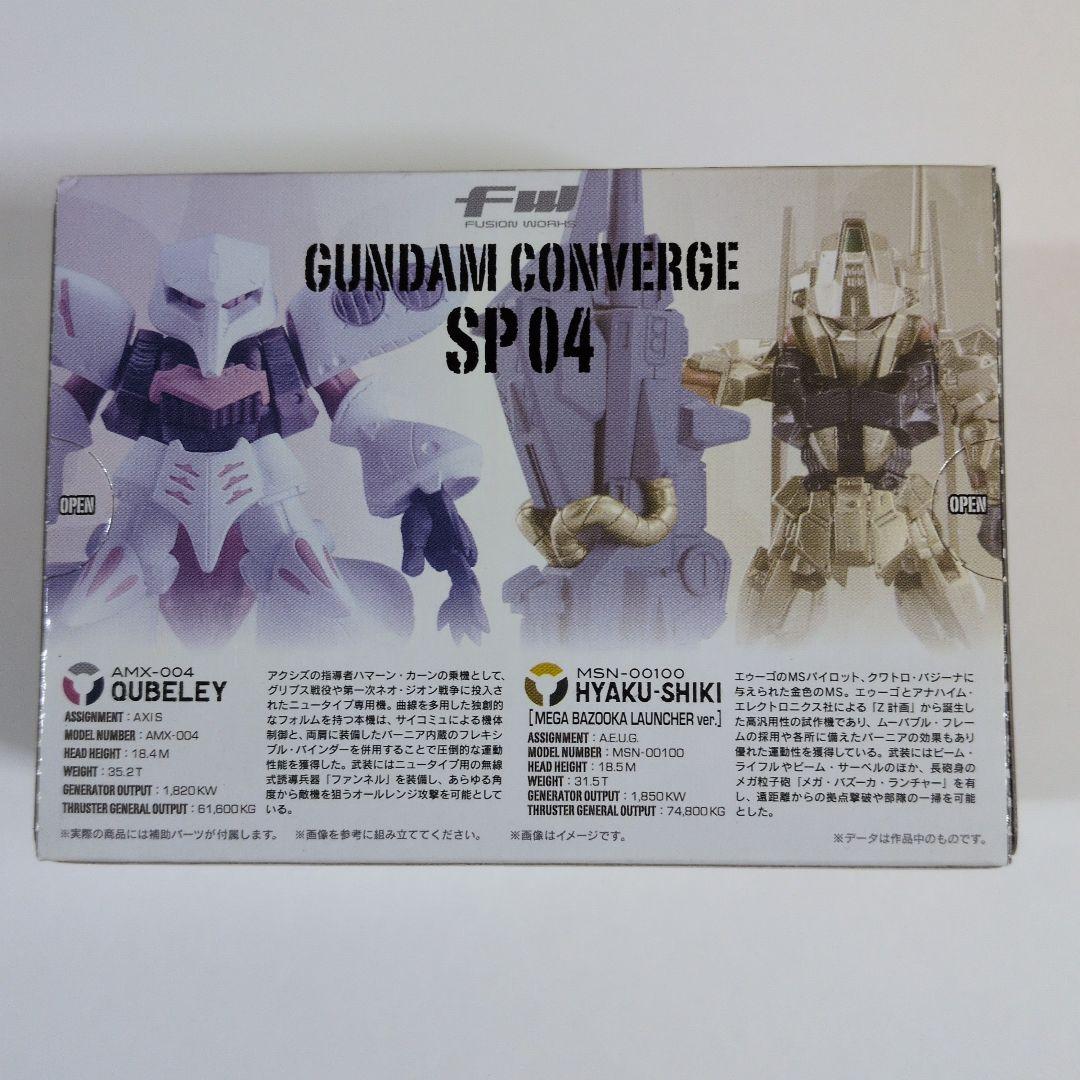 FW
FUSION WORKS
GUNDAM CONVERGE
SP04
OPEN
OPEN
AMX-004
QUBELEY
ASSIGNMENT : AXIS
MODEL NUMBER : AMX-004
HEAD HEIGHT : 18.4M
WEIGHT : 35.2T
GENERATOR OUTPUT : 1,820KW
THRUSTER GENERAL OUTPUT : 61,600KG
アクシズの指導者ハマーン・カーンの乗機として、
グリプス戦役や第一次ネオ・ジオン戦争に投入さ
れたニュータイプ専用機。曲線を多用した独創的
なフォルムを持つ本機は、サイコミュによる機体
制御と、両肩に装備したバーニア内蔵のフレキシ
ブル・バインダーを併用することで圧倒的な運動
性能を獲得した。武装にはニュータイプ用の無線
式誘導兵器「ファンネル」を装備し、あらゆる角
度から敵機を狙うオールレンジ攻撃を可能として
いる。
MSN-00100
HYAKU-SHIKI
[MEGA BAZOOKA LAUNCHER ver.]
ASSIGNMENT : A.E.U.G.
MODEL NUMBER : MSN-00100
HEAD HEIGHT : 18.5M
WEIGHT : 31.5T
GENERATOR OUTPUT : 1,850KW
THRUSTER GENERAL OUTPUT : 74,800KG
エゥーゴのMSパイロット、クワトロ・バジーナに
与えられた金色のMS。エゥーゴとアナハイム・
エレクトロニクス社による「Z計画」から誕生し
た高汎用性の試作機であり、ムーバブル・フレー
ムの採用や各所に備えたバーニアの効果もあり
優れた運動性を獲得している。武装にはビーム・
ライフルやビーム・サーベルのほか、長砲身のメ
ガ粒子砲「メガ・バズーカ・ランチャー」を有
し、遠距離からの拠点撃破や部隊の一掃を可能
とした。
※実際の商品には補助パーツが付属します。 ※画像を参考に組み立ててください。 ※画像はイメージです。 ※データは作品中のものです。